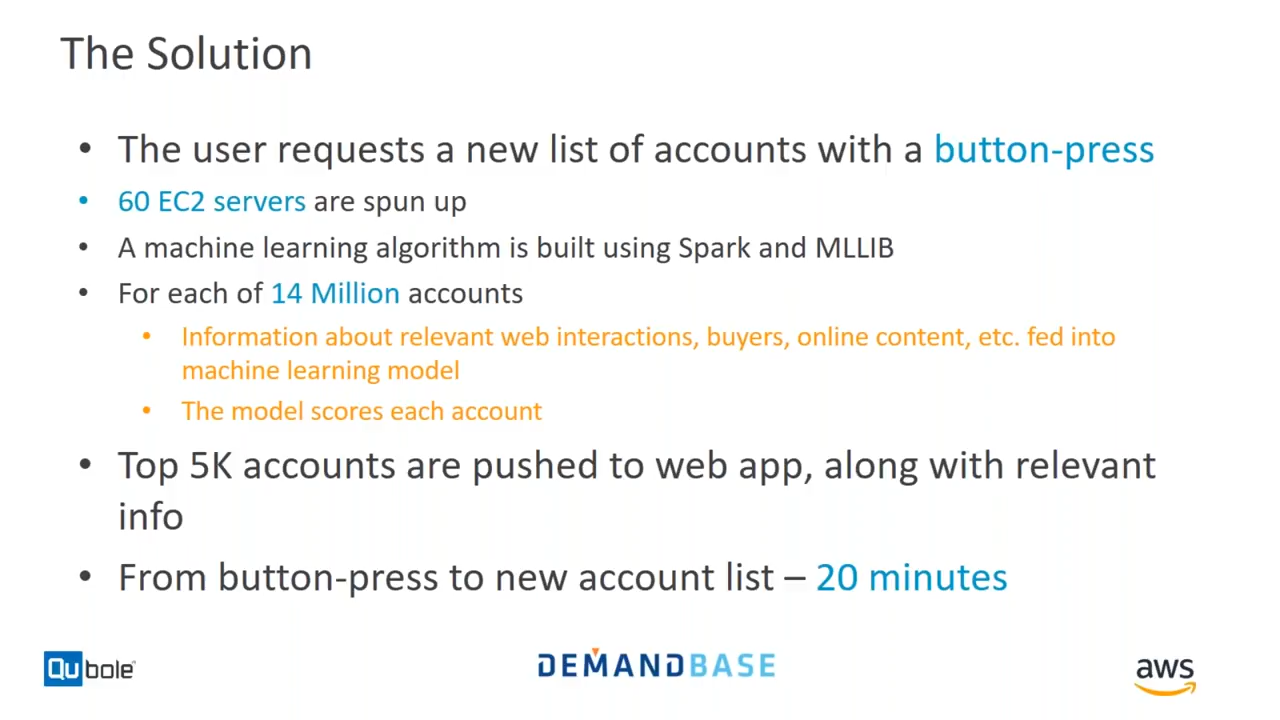 The Solution
• The user requests a new list of accounts with a button-press
• 60 EC2 servers are spun up
• A machine learning algorithm is built using Spark and MLLIB
• For each of 14 Million accounts
• Information about relevant web interactions, buyers, online content, etc. fed into
machine learning model
• The model scores each account
• Top 5K accounts are pushed to web app, along with relevant
info
• From button-press to new account list – 20 minutes
Qubole
DEMANDBASE
aws